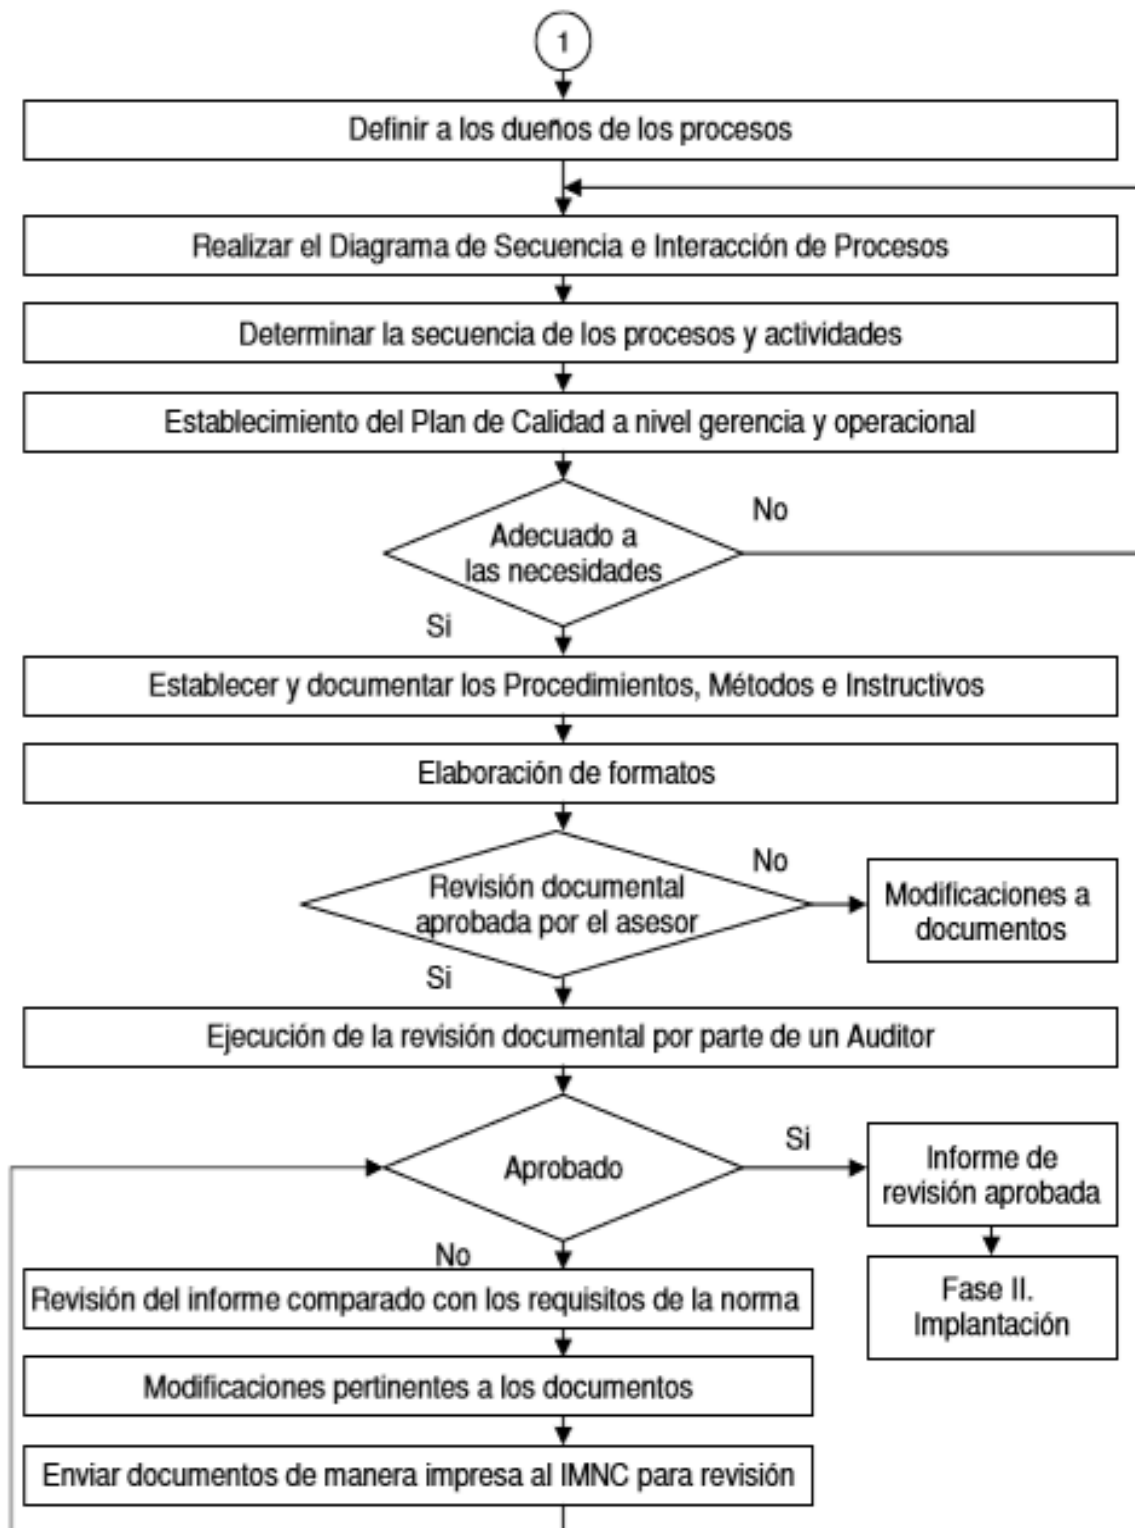 1
Definir a los dueños de los procesos
Realizar el Diagrama de Secuencia e Interacción de Procesos
Determinar la secuencia de los procesos y actividades
Establecimiento del Plan de Calidad a nivel gerencia y operacional
No
Adecuado a
las necesidades
Si
Establecer y documentar los Procedimientos, Métodos e Instructivos
Elaboración de formatos
No
Revisión documental
aprobada por el asesor
Modificaciones a
documentos
Si
Ejecución de la revisión documental por parte de un Auditor
Si
Aprobado
Informe de
revisión aprobada
No
Revisión del informe comparado con los requisitos de la norma
Fase II.
Implantación
Modificaciones pertinentes a los documentos
Enviar documentos de manera impresa al IMNC para revisión